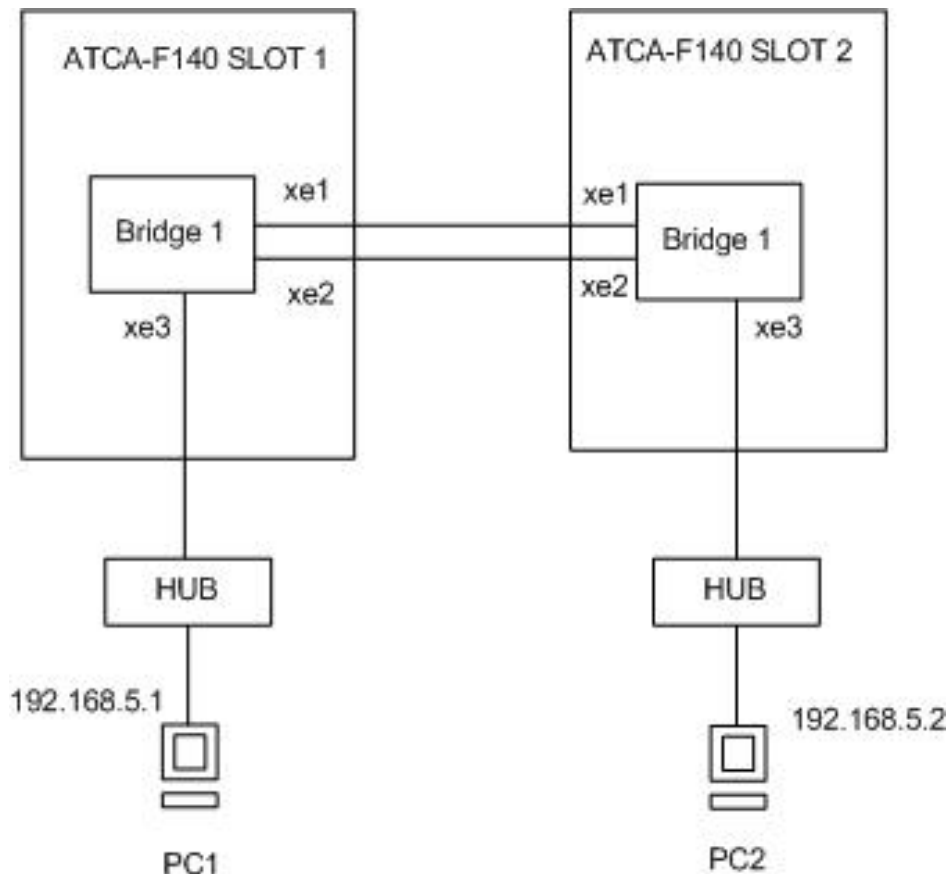 ATCA-F140 SLOT 1
ATCA-F140 SLOT 2
Bridge 1
xe1
xe2
xe3
xe1
xe2
Bridge 1
xe3
HUB
HUB
192.168.5.1
192.168.5.2
PC1
PC2